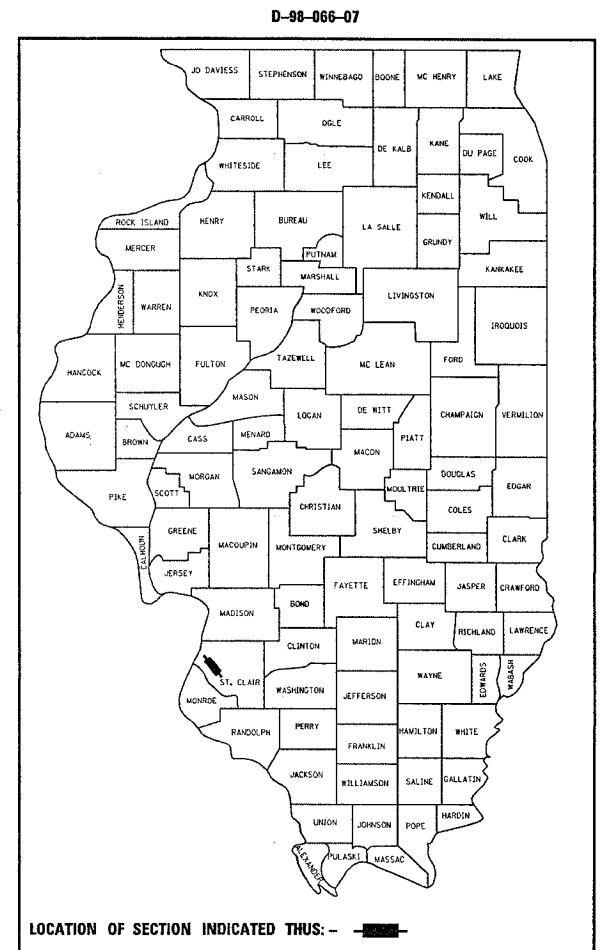 D-98-066-07
JO DAVIESS STEPHENSON WINNEBAGO BOONE MC HENRY LAKE
CARROLL OGLE DE KALB KANE DU PAGE COOK
WHITESIDE LEE
KENDALL WILL
ROCK ISLAND HENRY BUREAU LA SALLE GRUNDY
MERCER PUTNAM KANKAKEE
STARK MARSHALL LIVINGSTON
HENDERSON WARREN KNOX PEORIA WOODFORD IROQUOIS
HANCOCK MC DONOUGH FULTON TAZEWELL MC LEAN FORD
MASON
SCHUYLER LOGAN DE WITT CHAMPAIGN VERMILION
ADAMS BROWN CASS MENARD MACON PIATT
MORGAN SANGAMON DOUGLAS
PIKE SCOTT MOULTRIE EDGAR
CHRISTIAN COLES
CALHOUN GREENE MACOUPIN MONTGOMERY SHELBY CUMBERLAND CLARK
JERSEY FAYETTE EFFINGHAM JASPER CRAWFORD
MADISON BOND
CLINTON MARION CLAY RICHLAND LAWRENCE
ST. CLAIR WAYNE EDWARDS WABASH
MONROE WASHINGTON JEFFERSON
RANDOLPH PERRY HAMILTON WHITE
FRANKLIN
JACKSON WILLIAMSON SALINE GALLATIN
UNION JOHNSON POPE HARDIN
ALEXANDER PULASKI MASSAC
LOCATION OF SECTION INDICATED THUS: -